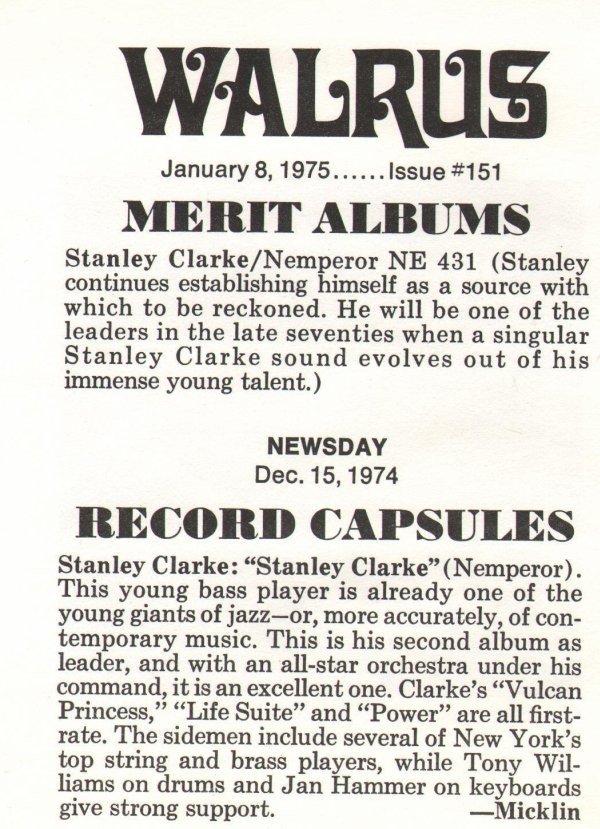 WALRUS
January 8, 1975......Issue #151
MERIT ALBUMS
Stanley Clarke/Nemperor NE 431 (Stanley
continues establishing himself as a source with
which to be reckoned. He will be one of the
leaders in the late seventies when a singular
Stanley Clarke sound evolves out of his
immense young talent.)
NEWSDAY
Dec. 15, 1974
RECORD CAPSULES
Stanley Clarke: “Stanley Clarke” (Nemperor).
This young bass player is already one of the
young giants of jazz—or, more accurately, of con-
temporary music. This is his second album as
leader, and with an all-star orchestra under his
command, it is an excellent one. Clarke’s “Vulcan
Princess,” “Life Suite” and “Power” are all first-
rate. The sidemen include several of New York’s
top string and brass players, while Tony Wil-
liams on drums and Jan Hammer on keyboards
give strong support. —Micklin